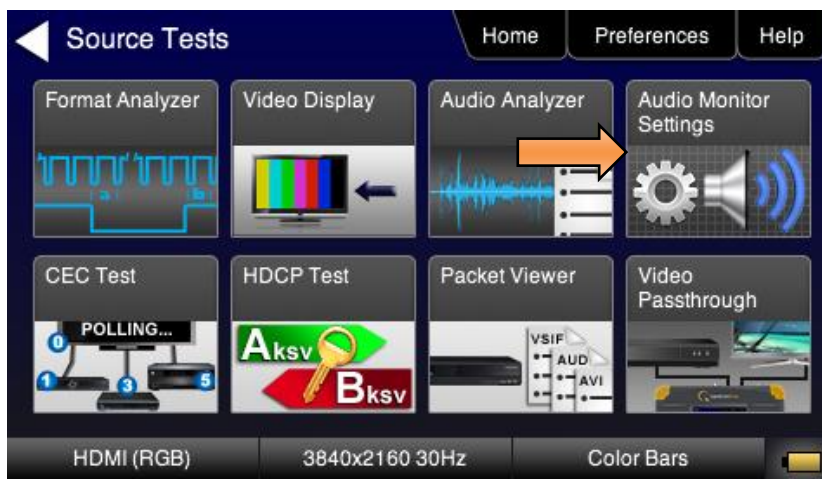 Source Tests
Home
Preferences
Help
Format Analyzer
Video Display
Audio Analyzer
Audio Monitor
Settings
CEC Test
HDCP Test
Packet Viewer
Video
Passthrough
POLLING...
0
1
3
5
Aksv
Bksv
VSIF
AUD
AVI
HDMI (RGB)
3840x2160 30Hz
Color Bars